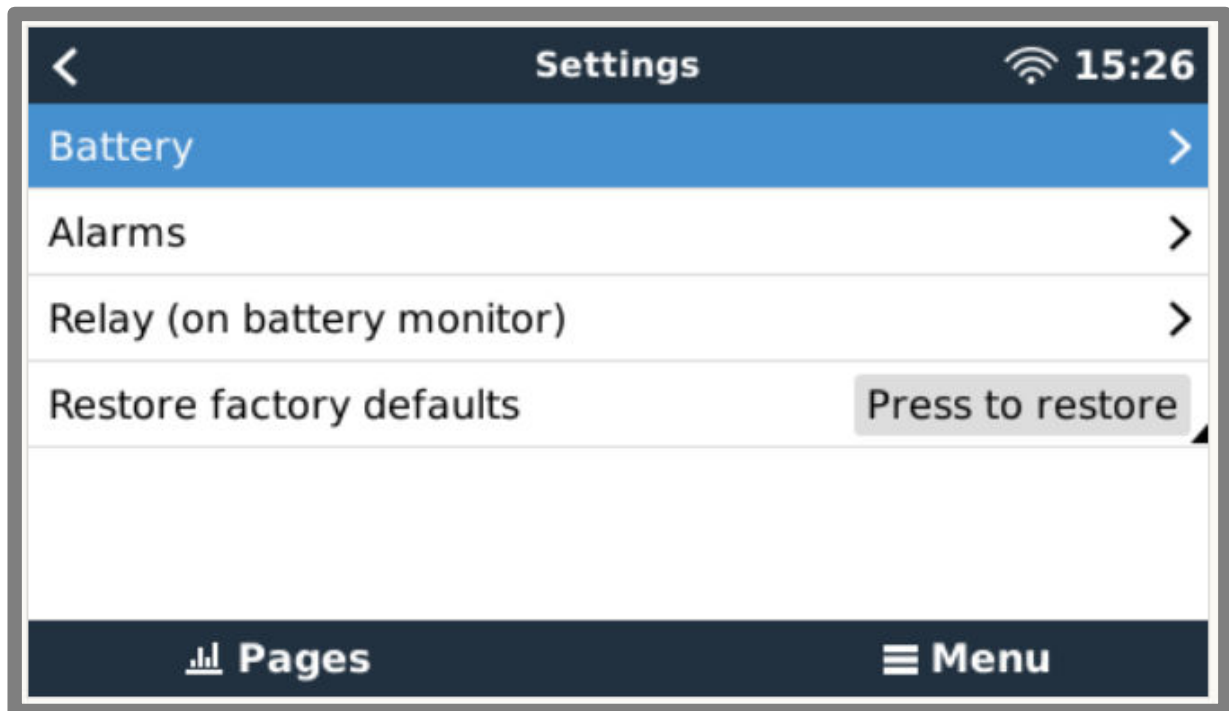 Settings 15:26
Battery
Alarms
Relay (on battery monitor)
Restore factory defaults Press to restore
Pages Menu